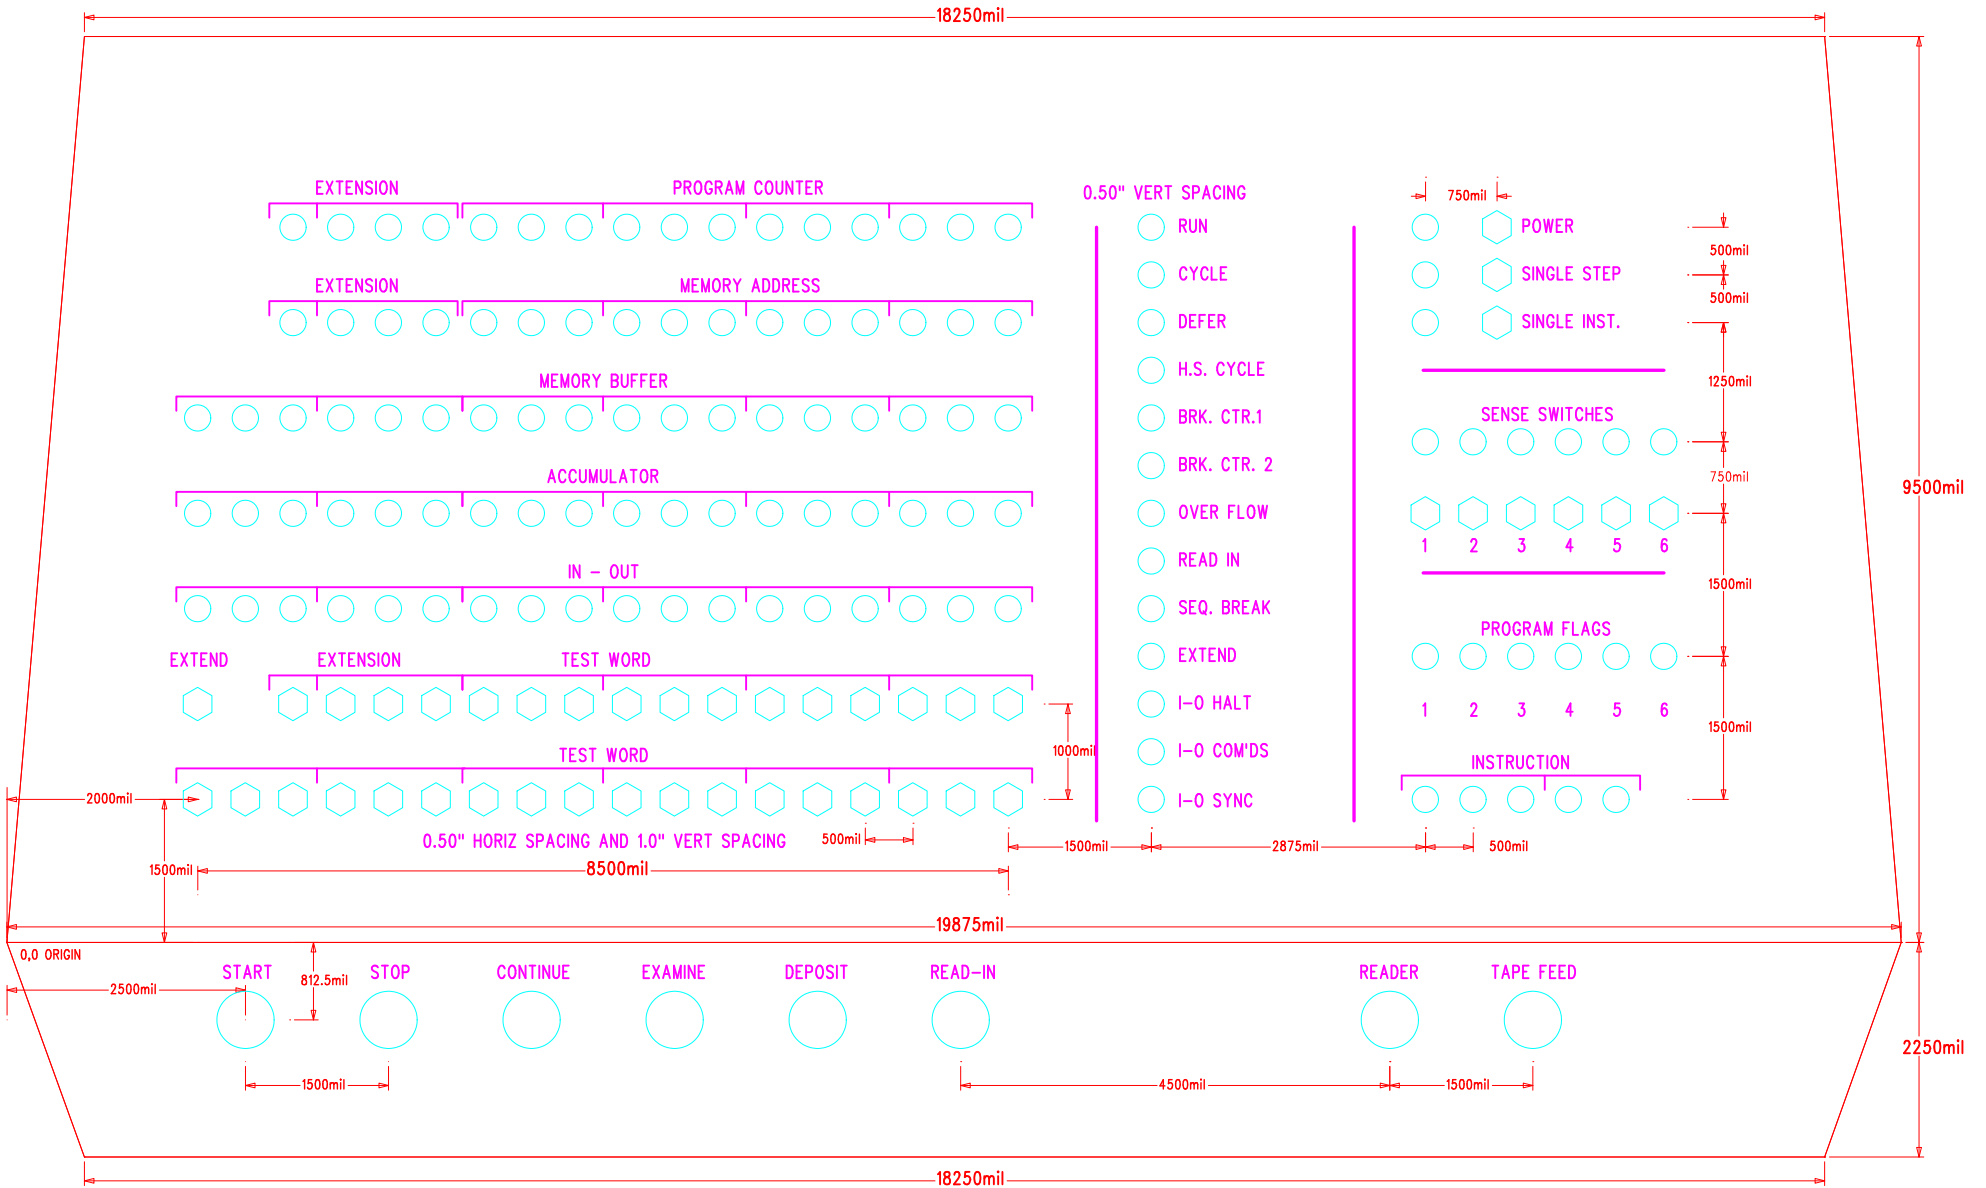 18250mil
EXTENSION PROGRAM COUNTER
0.50" VERT SPACING
750mil
RUN
POWER
500mil
CYCLE
SINGLE STEP
EXTENSION MEMORY ADDRESS
500mil
DEFER
SINGLE INST.
H.S. CYCLE
MEMORY BUFFER
1250mil
BRK. CTR.1
SENSE SWITCHES
BRK. CTR. 2
ACCUMULATOR
750mil
9500mil
OVER FLOW
1 2 3 4 5 6
READ IN
IN - OUT
1500mil
SEQ. BREAK
PROGRAM FLAGS
EXTEND
EXTEND EXTENSION TEST WORD
I-O HALT
1 2 3 4 5 6
1500mil
1000mil
I-O COM'DS
TEST WORD
INSTRUCTION
I-O SYNC
2000mil
0.50" HORIZ SPACING AND 1.0" VERT SPACING
500mil
1500mil
2875mil
500mil
1500mil
8500mil
19875mil
0,0 ORIGIN
START STOP CONTINUE EXAMINE DEPOSIT READ-IN READER TAPE FEED
812.5mil
2500mil
2250mil
1500mil
4500mil
1500mil
18250mil